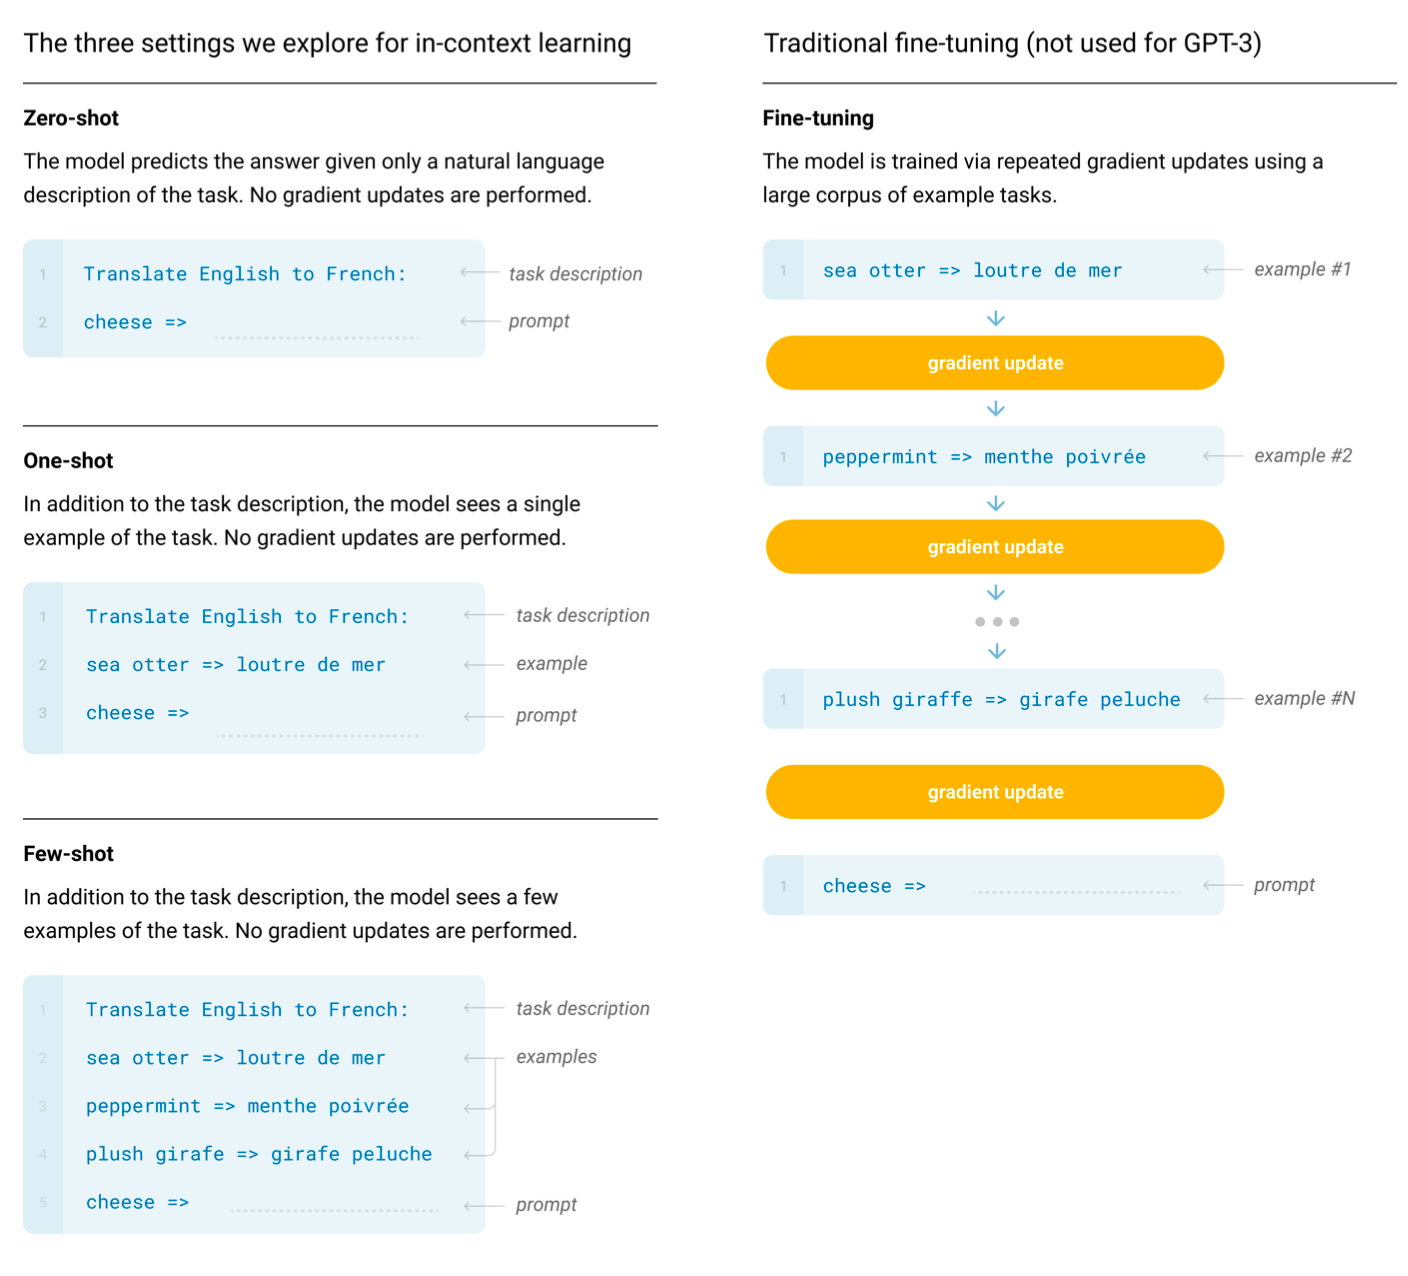 The three settings we explore for in-context learning
Zero-shot
The model predicts the answer given only a natural language
description of the task. No gradient updates are performed.
1 Translate English to French: task description
2 cheese => prompt
One-shot
In addition to the task description, the model sees a single
example of the task. No gradient updates are performed.
1 Translate English to French: task description
2 sea otter => loutre de mer example
3 cheese => prompt
Few-shot
In addition to the task description, the model sees a few
examples of the task. No gradient updates are performed.
1 Translate English to French: task description
2 sea otter => loutre de mer examples
3 peppermint => menthe poivrée
4 plush girafe => girafe peluche
5 cheese => prompt
Traditional fine-tuning (not used for GPT-3)
Fine-tuning
The model is trained via repeated gradient updates using a
large corpus of example tasks.
1 sea otter => loutre de mer example #1
gradient update
1 peppermint => menthe poivrée example #2
gradient update
1 plush giraffe => girafe peluche example #N
gradient update
1 cheese => prompt